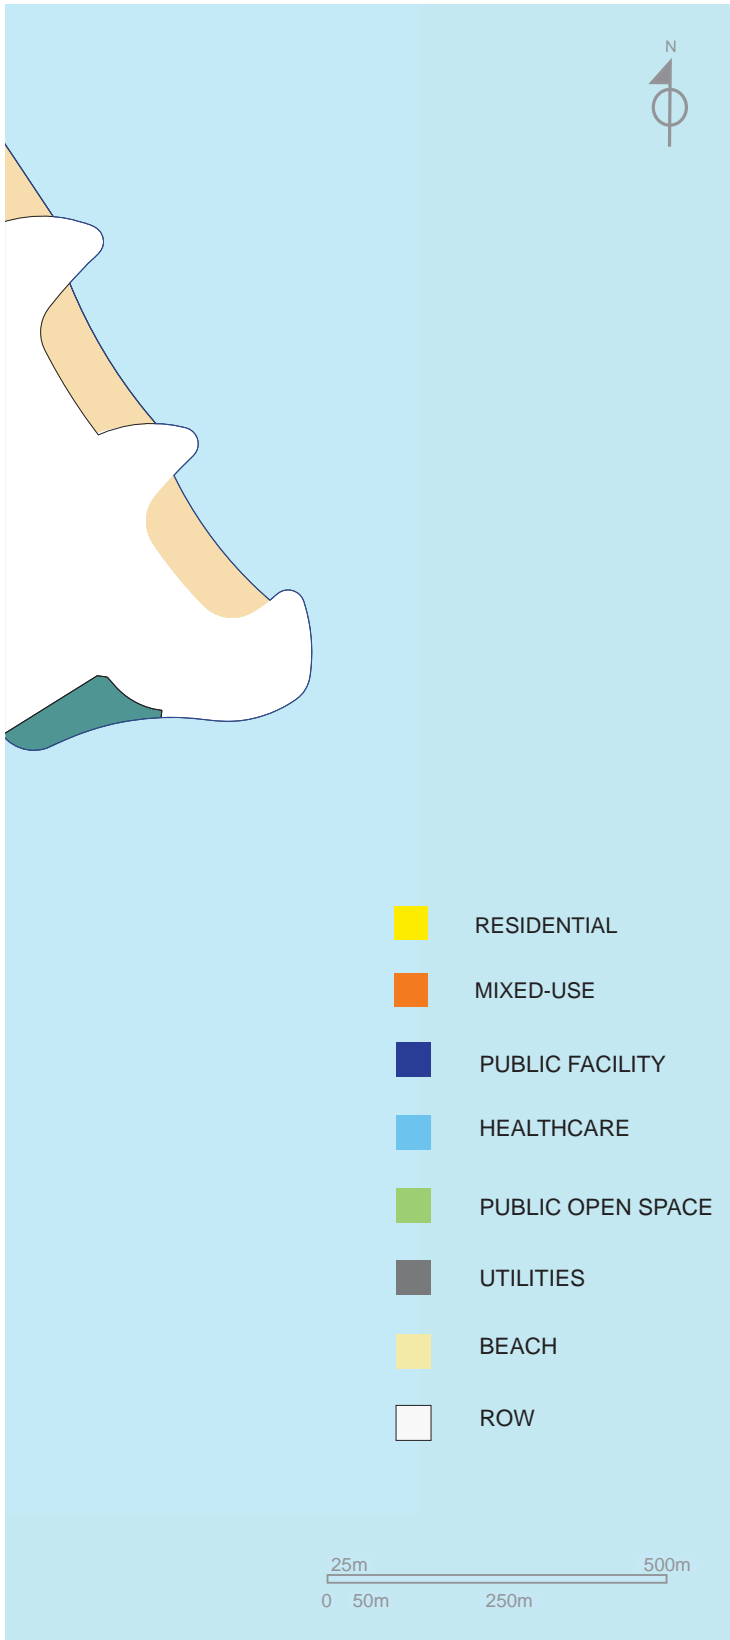 N
RESIDENTIAL
MIXED-USE
PUBLIC FACILITY
HEALTHCARE
PUBLIC OPEN SPACE
UTILITIES
BEACH
ROW
25m 500m
0 50m 250m